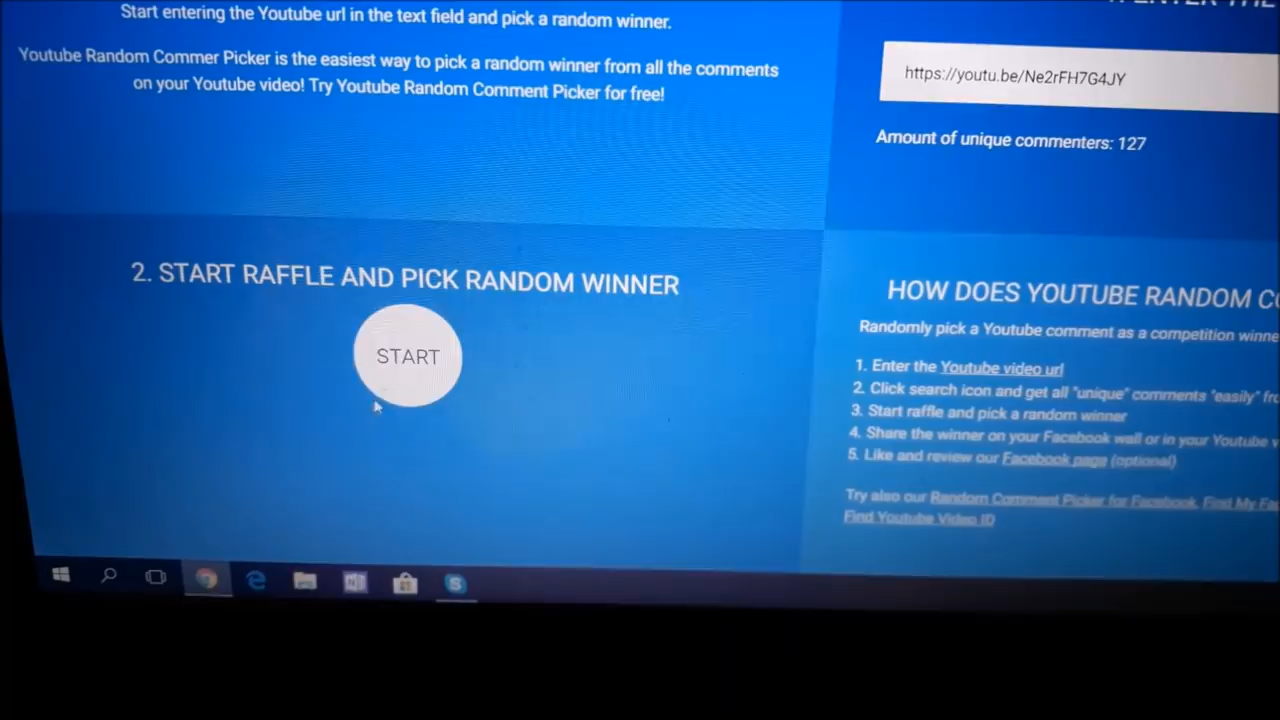 Start entering the Youtube url in the text field and pick a random winner.
Youtube Random Commer Picker is the easiest way to pick a random winner from all the comments
on your Youtube video! Try Youtube Random Comment Picker for free!
ENTER THE
https://youtu.be/Ne2rFH7G4JY
Amount of unique commenters: 127
2. START RAFFLE AND PICK RANDOM WINNER
START
HOW DOES YOUTUBE RANDOM
Randomly pick a Youtube comment as a competition winne
1. Enter the Youtube video url
2. Click search icon and get all "unique" comments "easily"
3. Start raffle and pick a random winner
4. Share the winner on your Facebook wall or in your Youtube
5. Like and review our Facebook page (optional)
Try also our Random Comment Picker for Facebook, Find My
Find Youtube Video ID